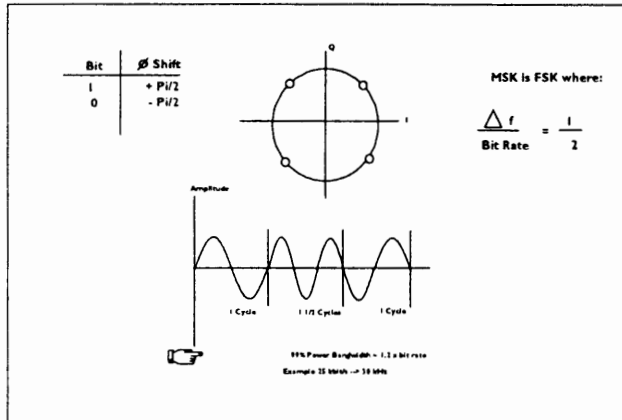 Bit Ø Shift
1 + Pi/2
0 - Pi/2
Q
I
MSK is FSK where:
△ f
Bit Rate
= 1
2
Amplitude
1 Cycle 1 1/2 Cycles 1 Cycle
99% Power Bandwidth ~ 1.2 x bit rate
Example 25 kbit/s --> 30 kHz